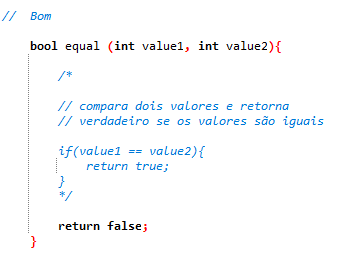 // Bom
bool equal (int value1, int value2){
/*
// compara dois valores e retorna
// verdadeiro se os valores são iguais
if(value1 == value2){
return true;
}
*/
return false;
}